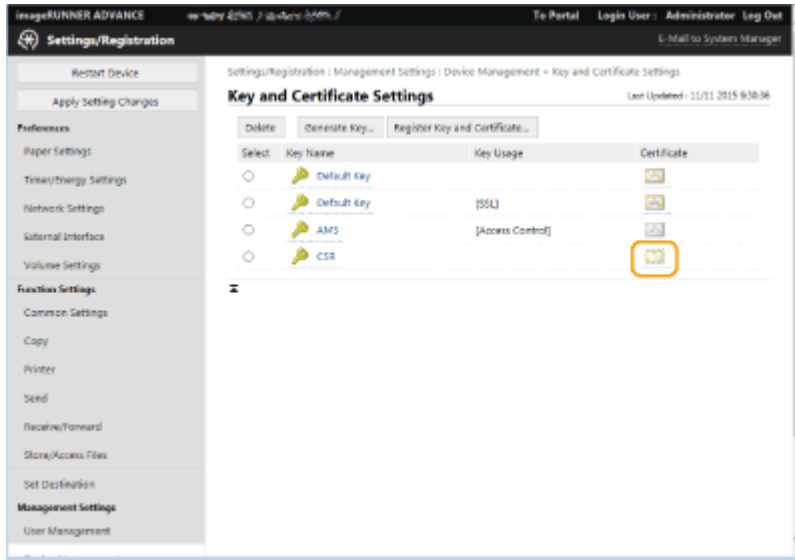 imageRUNNER ADVANCE
To Portal Login User : Administrator Log Out
Settings/Registration
E-Mail to System Manager
Restart Device
Apply Setting Changes
Preferences
Paper Settings
Timer/Energy Settings
Network Settings
External Interface
Volume Settings
Function Settings
Common Settings
Copy
Printer
Send
Receive/Forward
Store/Access Files
Set Destination
Management Settings
User Management
Settings/Registration : Management Settings : Device Management > Key and Certificate Settings
Key and Certificate Settings
Last Updated : 11/11 2015 9:30:36
Delete Generate Key... Register Key and Certificate...
Select Key Name Key Usage Certificate
Default Key
Default Key [SSL]
AMS [Access Control]
CSR